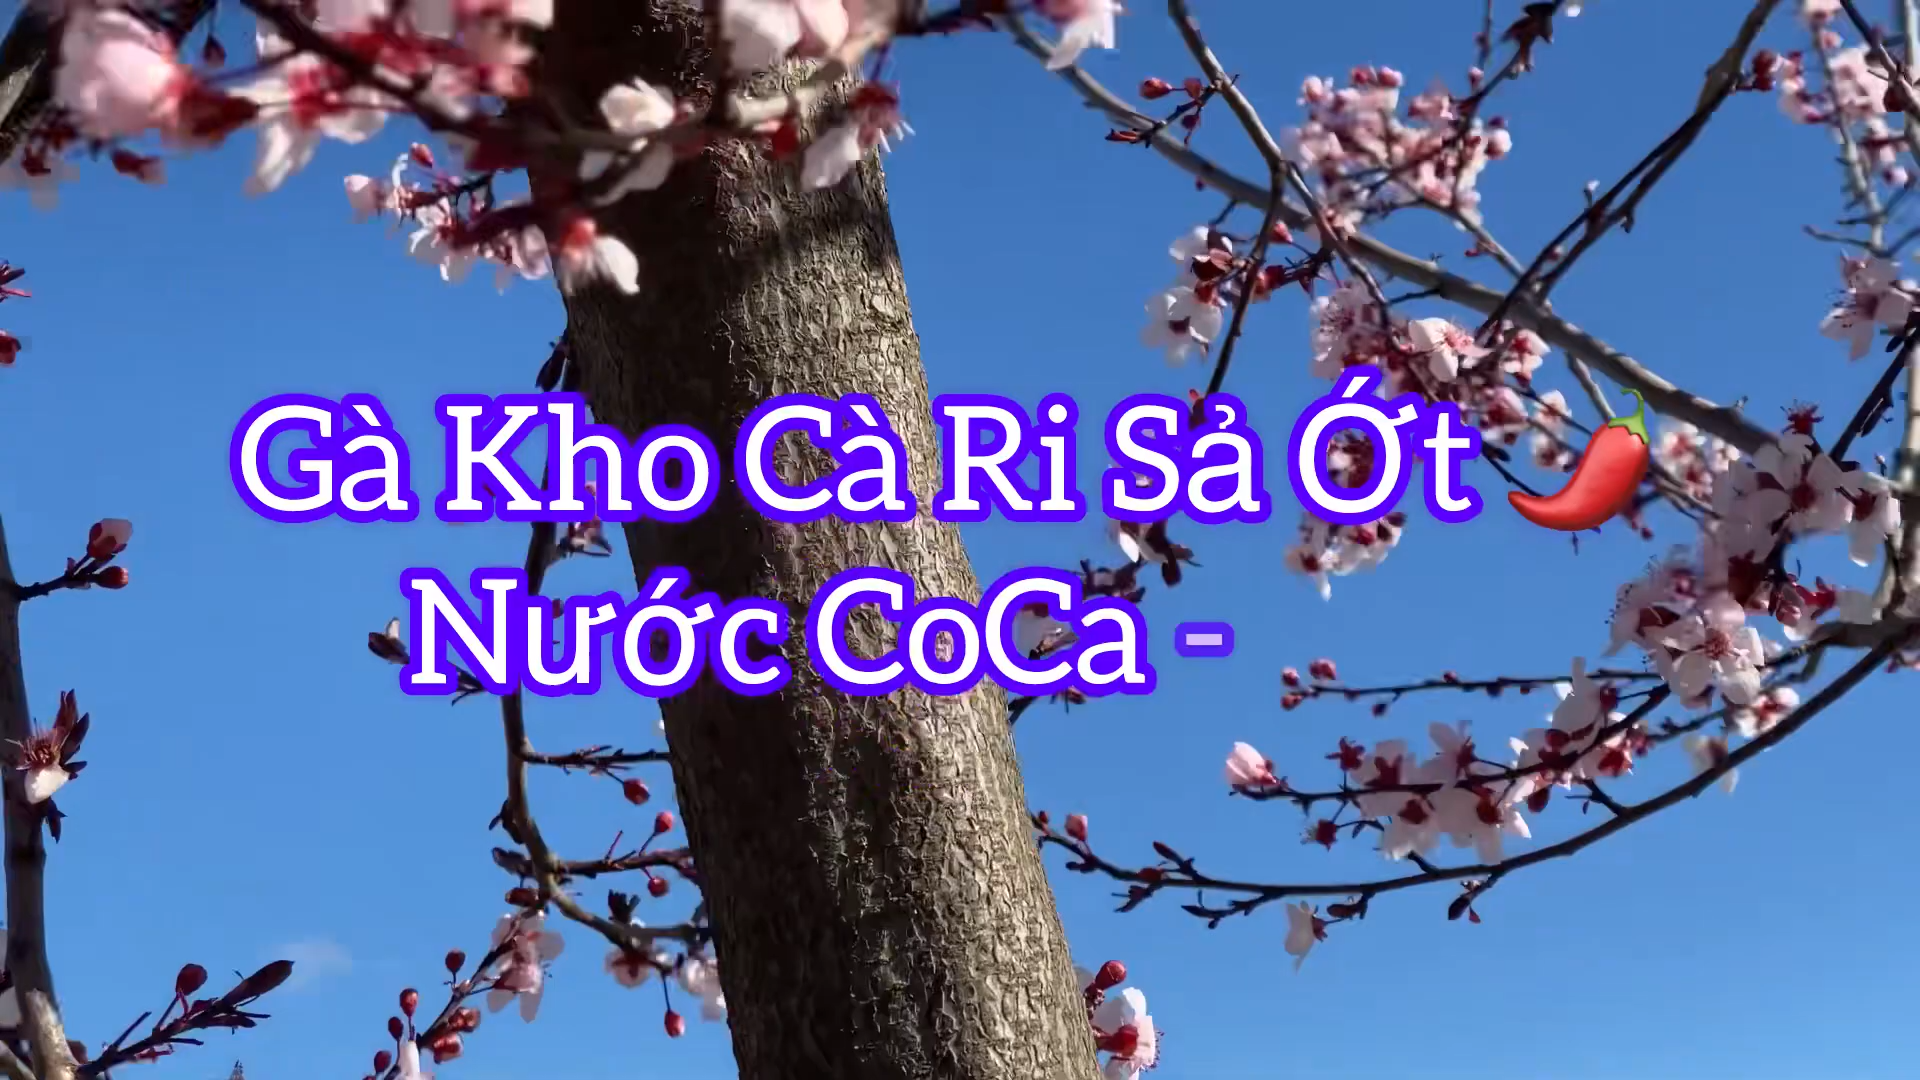 Gà Kho Cà Ri Sả Ớt 🌶️
Nước CoCa -